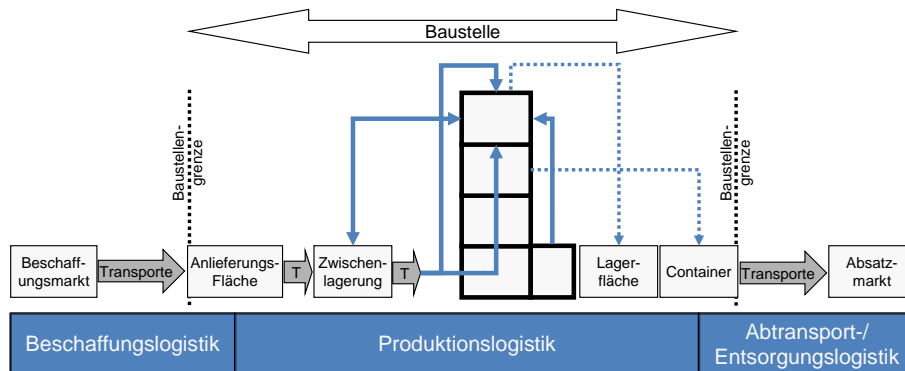 Baustelle
Baustellen-
grenze
Baustellen-
grenze
Beschaff-
ungsmarkt
Transporte
Anlieferungs-
Fläche
T
Zwischen-
lagerung
T
Lager-
fläche
Container
Transporte
Absatz-
markt
Beschaffungslogistik
Produktionslogistik
Abtransport-/
Entsorgungslogistik